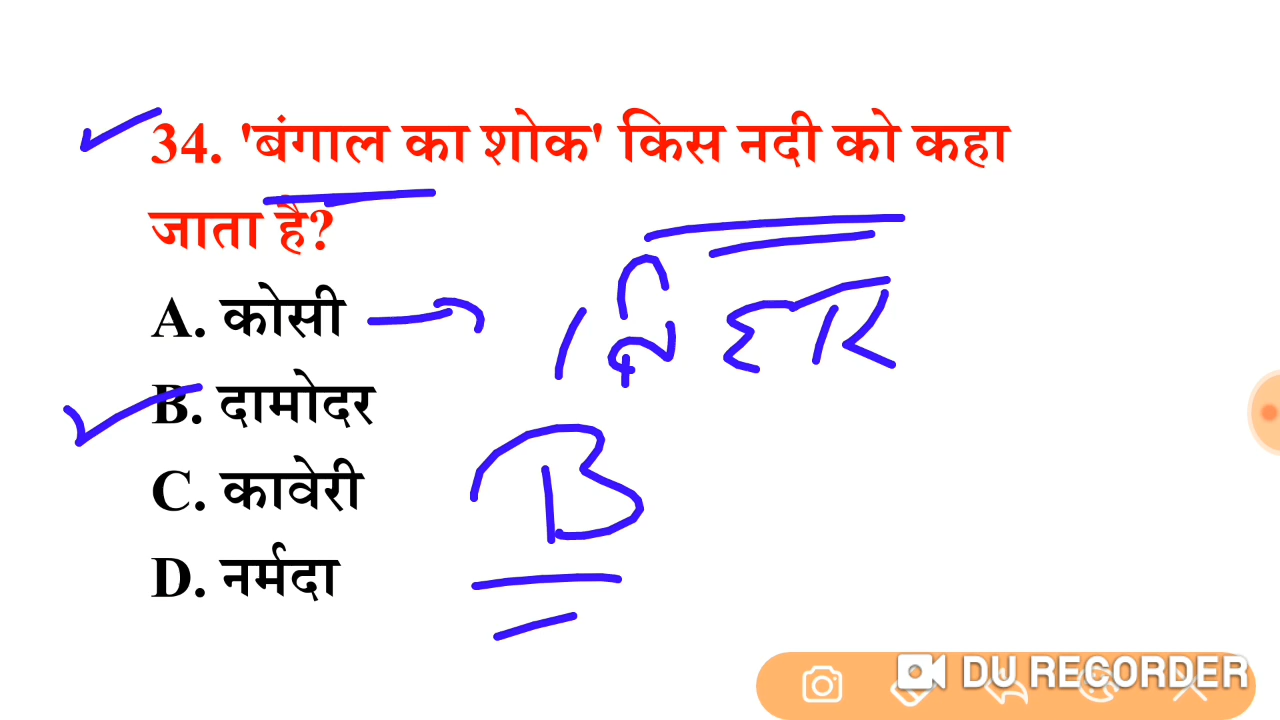 34. 'बंगाल का शोक' किस नदी को कहा
जाता है?
A. कोसी
बिहार
B. दामोदर
B
C. कावेरी
D. नर्मदा
DU RECORDER